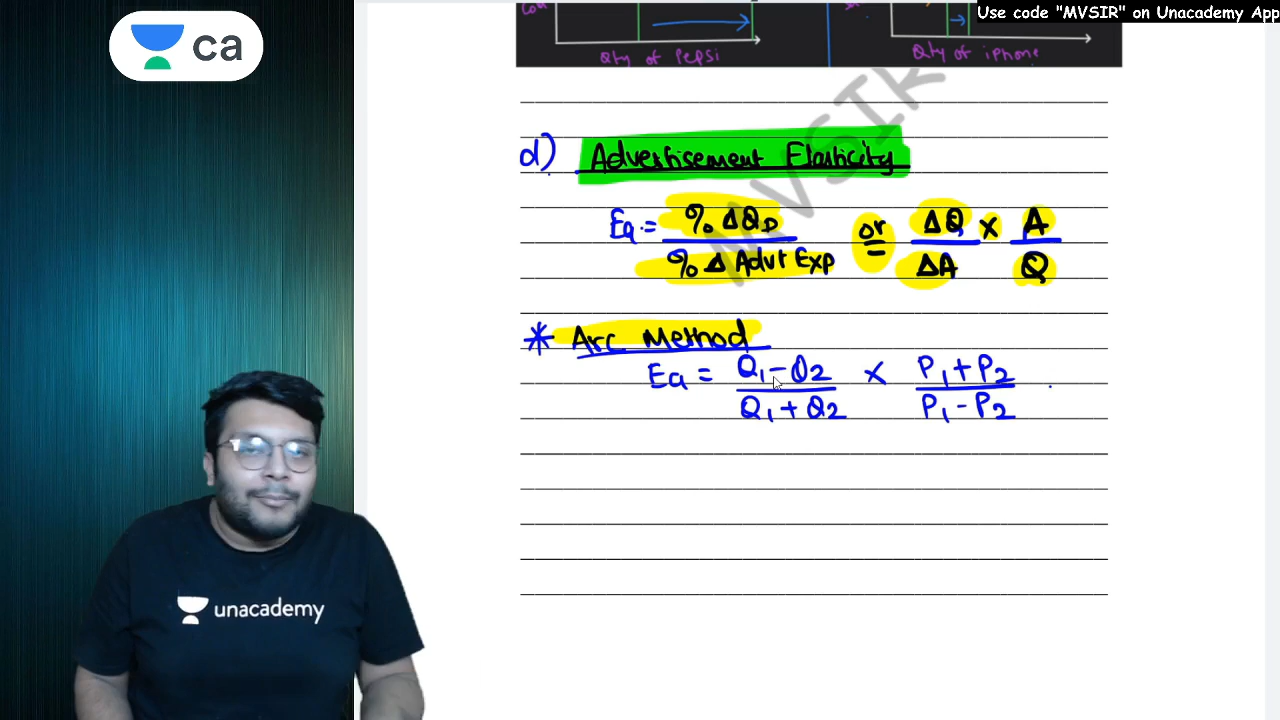 Use code "MVSIR" on Unacademy App
ca
Qty of Pepsi
Qty of iPhone
MVSIR
d) Advertisement Elasticity
Ea = % ΔQD / % Δ Advt Exp or ΔQ / ΔA x A / Q
* Arc Method
Ea = Q1 - Q2 / Q1 + Q2 x P1 + P2 / P1 - P2
unacademy